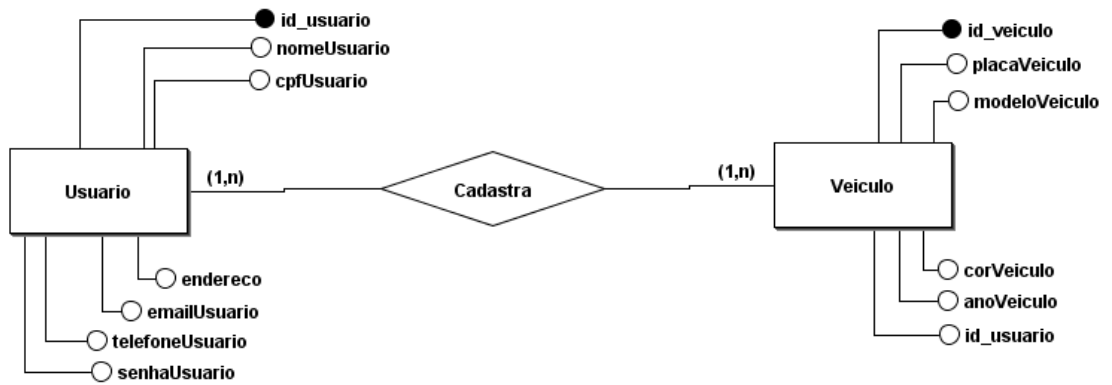 id_usuario
nomeUsuario
cpfUsuario
id_veiculo
placaVeiculo
modeloVeiculo
Usuario
(1,n)
Cadastra
(1,n)
Veiculo
endereco
emailUsuario
telefoneUsuario
senhaUsuario
corVeiculo
anoVeiculo
id_usuario